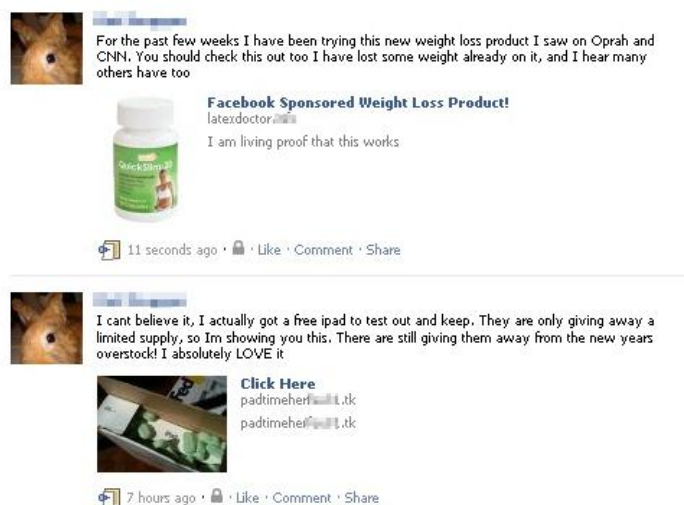 For the past few weeks I have been trying this new weight loss product I saw on Oprah and
CNN. You should check this out too I have lost some weight already on it, and I hear many
others have too
Facebook Sponsored Weight Loss Product!
latexdoctor
QuickSlim
I am living proof that this works
11 seconds ago · Like · Comment · Share
I cant believe it, I actually got a free ipad to test out and keep. They are only giving away a
limited supply, so Im showing you this. There are still giving them away from the new years
overstock! I absolutely LOVE it
Fed
Click Here
padtimeher .tk
padtimeher .tk
7 hours ago · Like · Comment · Share